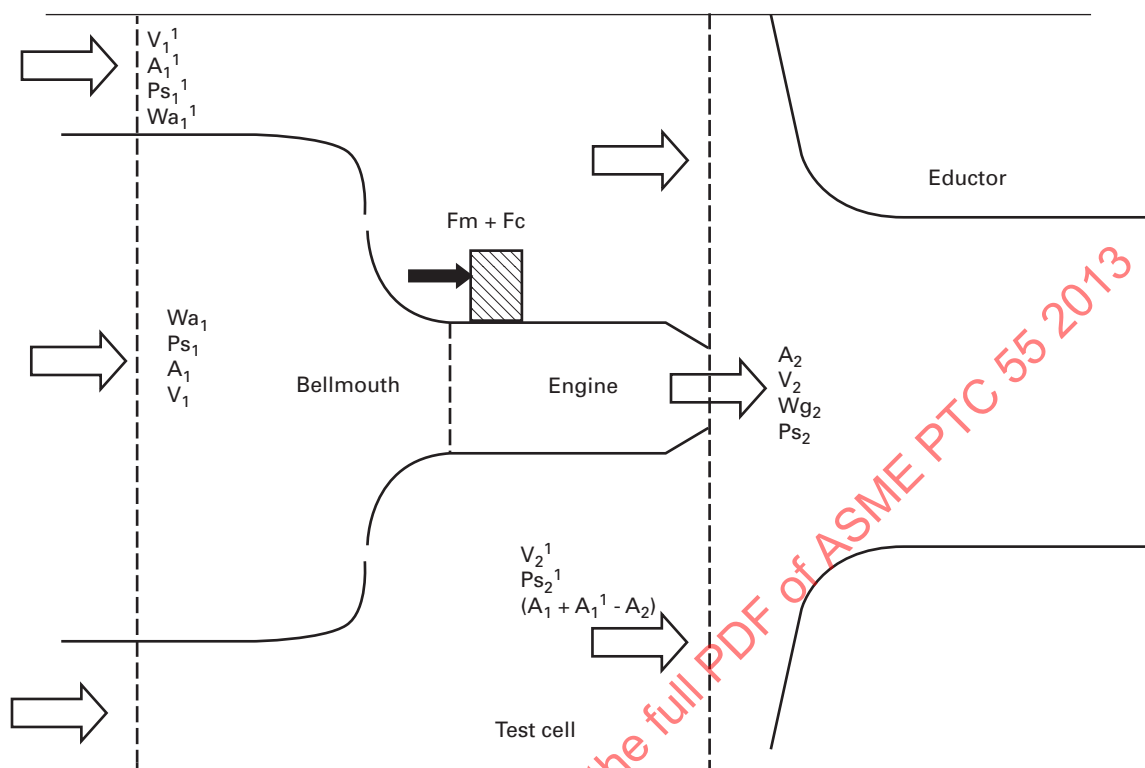 V₁¹
A₁¹
Ps₁¹
Wa₁¹
Eductor
Fm + Fc
Wa₁
Ps₁
A₁
V₁
Bellmouth
Engine
A₂
V₂
Wg₂
Ps₂
V₂¹
Ps₂¹
(A₁ + A₁¹ - A₂)
Test cell
the full PDF of ASME PTC 55 2013